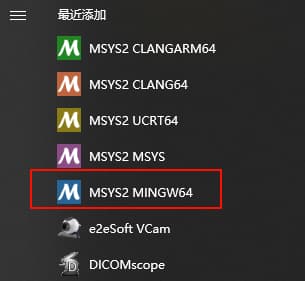 最近添加
MSYS2 CLANGARM64
MSYS2 CLANG64
MSYS2 UCRT64
MSYS2 MSYS
MSYS2 MINGW64
e2eSoft VCam
DICOMscope